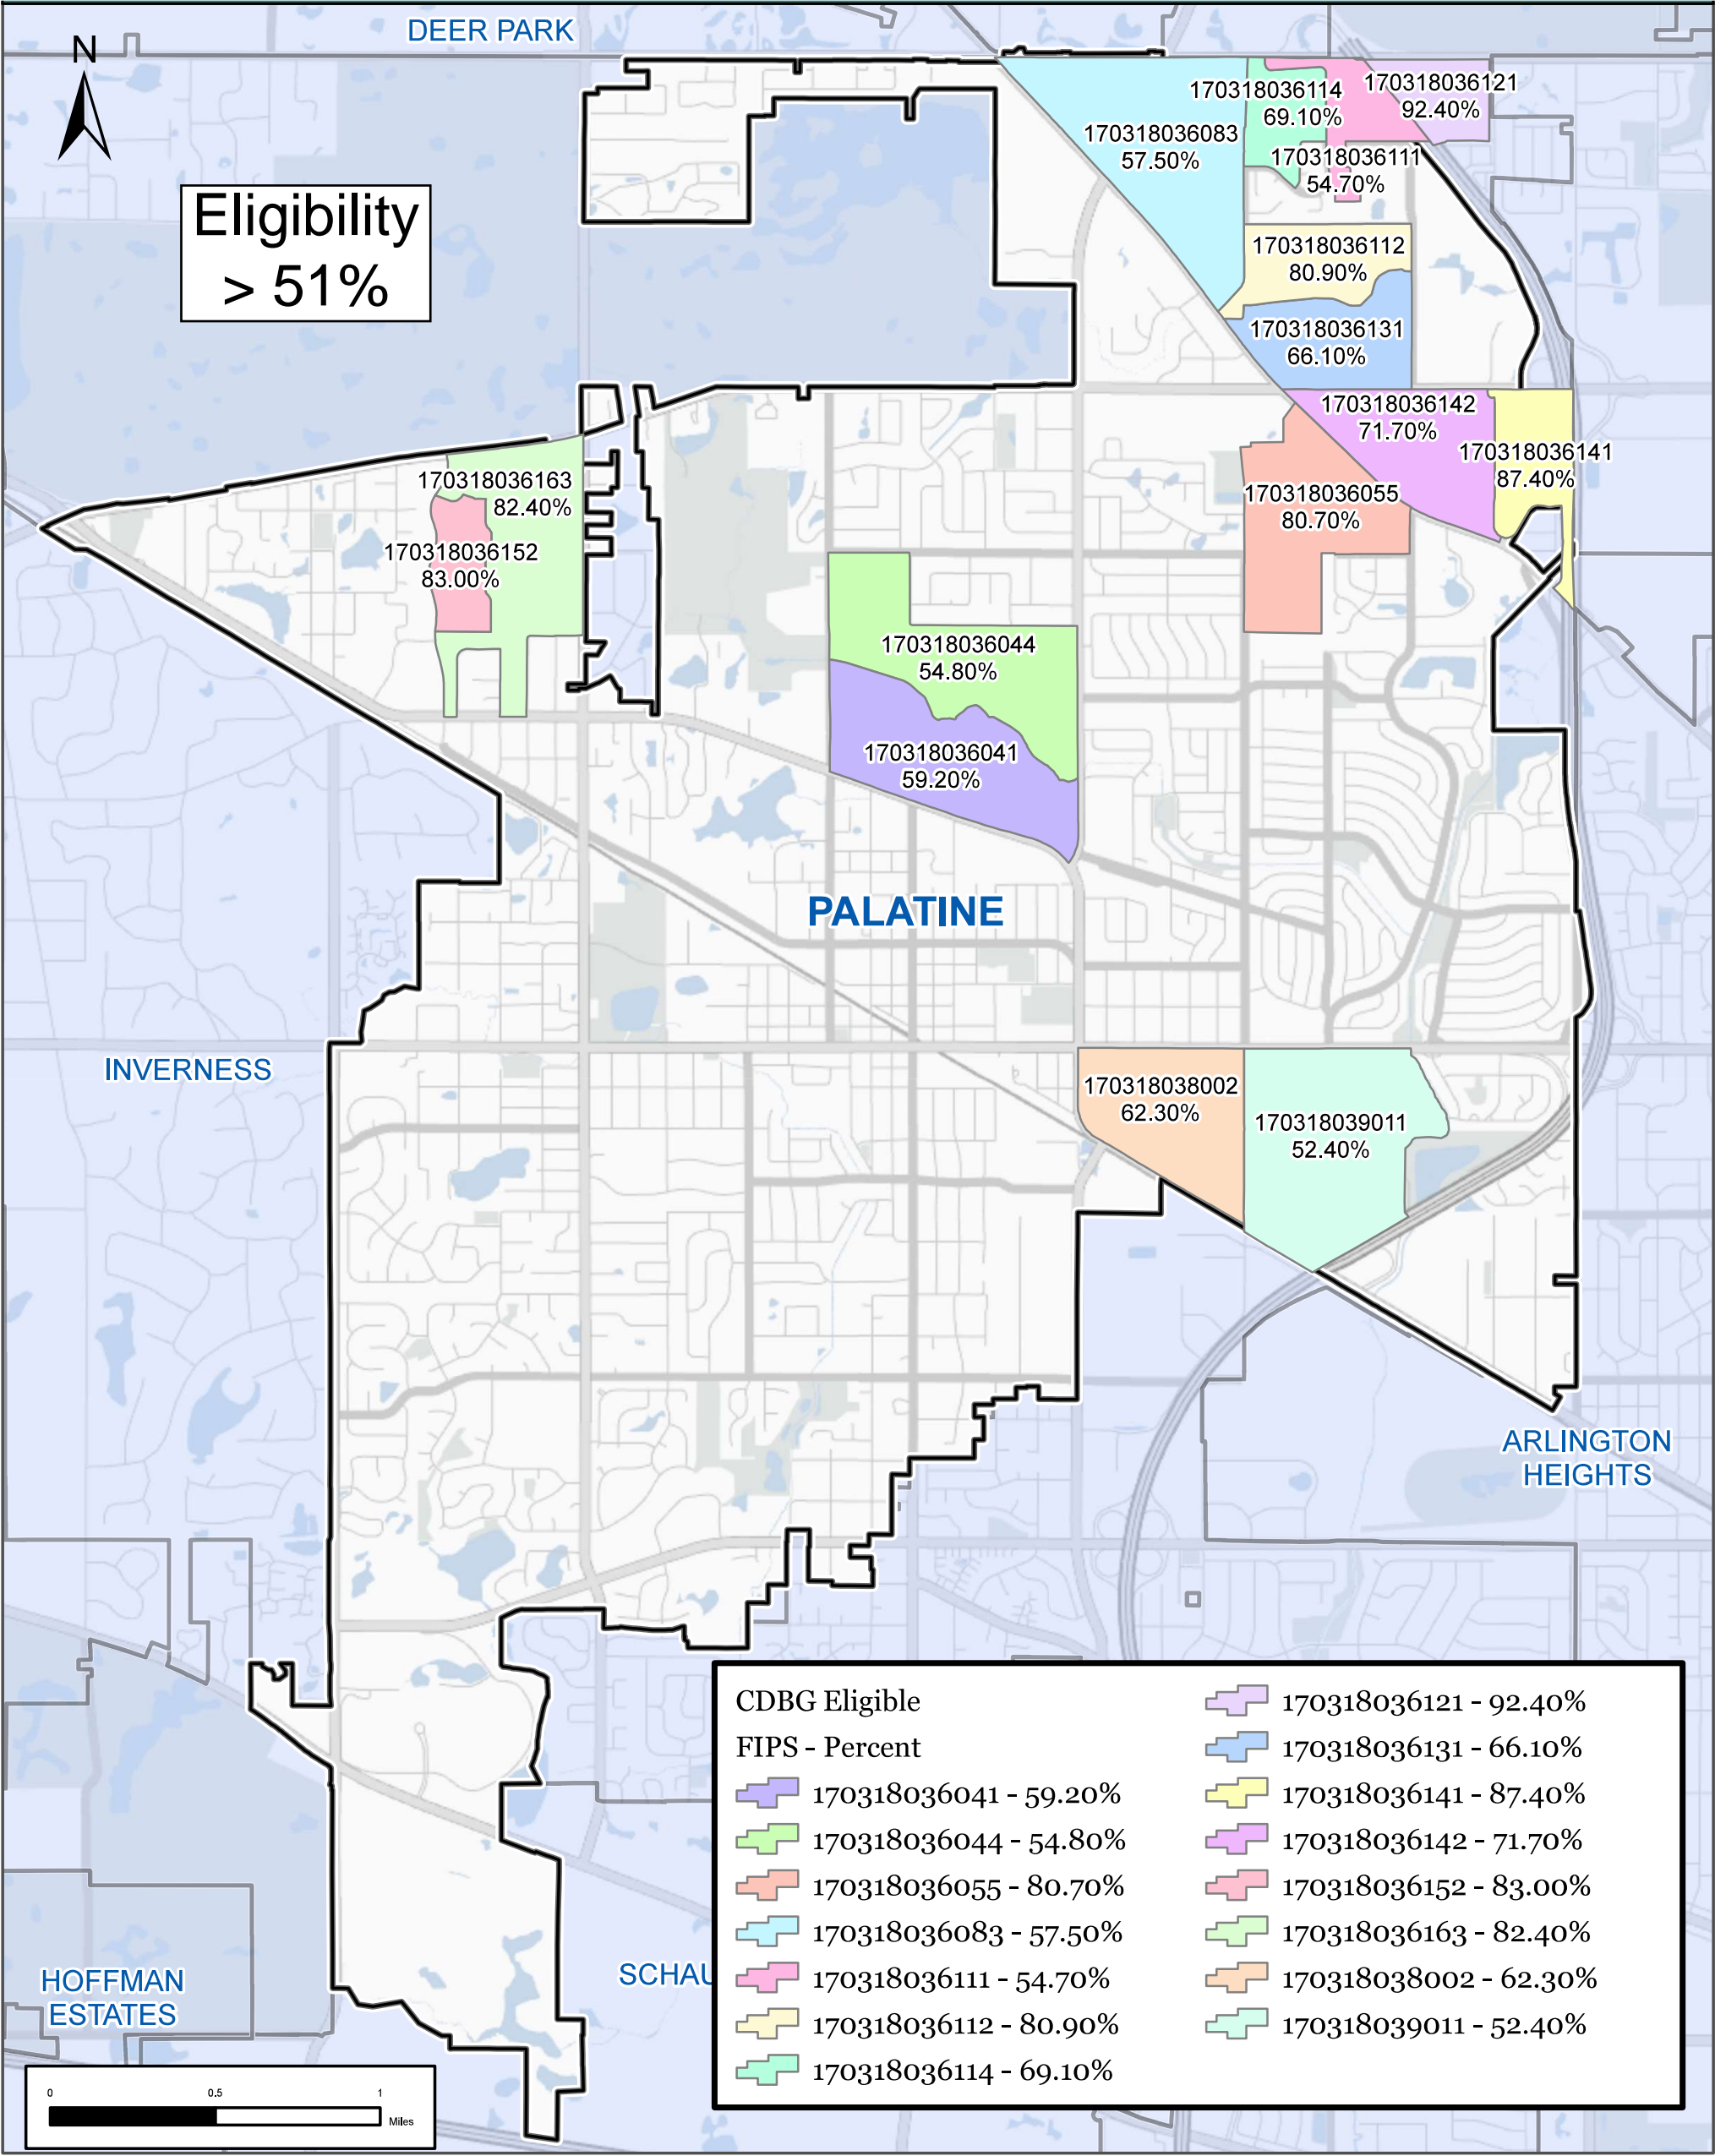 DEER PARK
N
Eligibility
> 51%
170318036083
57.50%
170318036114
69.10%
170318036121
92.40%
170318036111
54.70%
170318036112
80.90%
170318036131
66.10%
170318036142
71.70%
170318036141
87.40%
170318036055
80.70%
170318036163
82.40%
170318036152
83.00%
170318036044
54.80%
170318036041
59.20%
PALATINE
INVERNESS
170318038002
62.30%
170318039011
52.40%
ARLINGTON
HEIGHTS
HOFFMAN
ESTATES
SCHAU
CDBG Eligible
FIPS - Percent
170318036041 - 59.20%
170318036044 - 54.80%
170318036055 - 80.70%
170318036083 - 57.50%
170318036111 - 54.70%
170318036112 - 80.90%
170318036114 - 69.10%
170318036121 - 92.40%
170318036131 - 66.10%
170318036141 - 87.40%
170318036142 - 71.70%
170318036152 - 83.00%
170318036163 - 82.40%
170318038002 - 62.30%
170318039011 - 52.40%
0 0.5 1
Miles